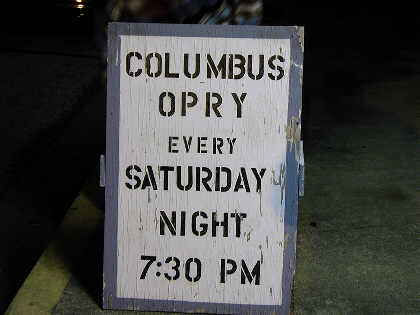 COLUMBUS
OPRY
EVERY
SATURDAY
NIGHT
7:30 PM